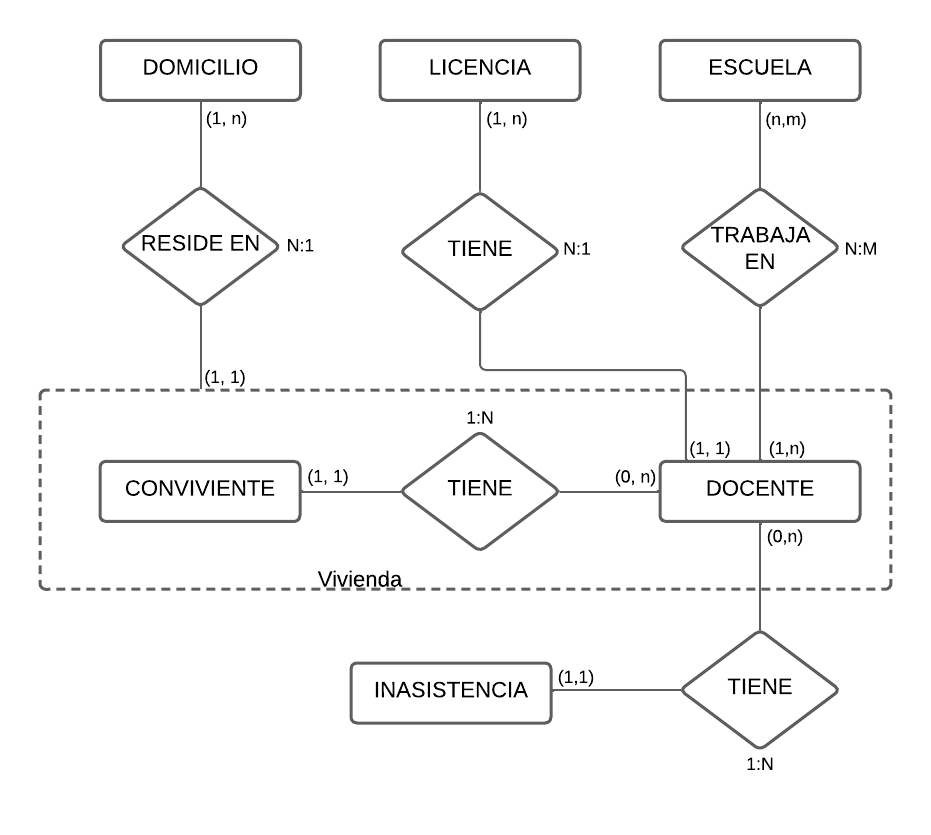 DOMICILIO
LICENCIA
ESCUELA
(1, n)
(1, n)
(n,m)
RESIDE EN
N:1
TIENE
N:1
TRABAJA
EN
N:M
(1, 1)
1:N
(1, 1)
(1,n)
CONVIVIENTE
(1, 1)
TIENE
(0, n)
DOCENTE
(0,n)
Vivienda
INASISTENCIA
(1,1)
TIENE
1:N